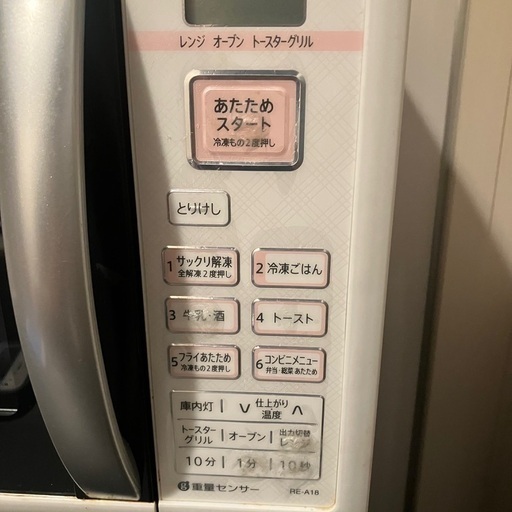 レンジ オーブン トースターグリル
あたため
スタート
冷凍もの2度押し
とりけし
1 サックリ解凍
全解凍2度押し
2 冷凍ごはん
3 牛乳・酒
4 トースト
5 フライあたため
冷凍もの2度押し
6 コンビニメニュー
弁当・総菜 あたため
庫内灯 ∨ 仕上がり
温度 ∧
トースター
グリル
オーブン
出力切替
レンジ
10分 1分 10秒
g 重量センサー RE-A18